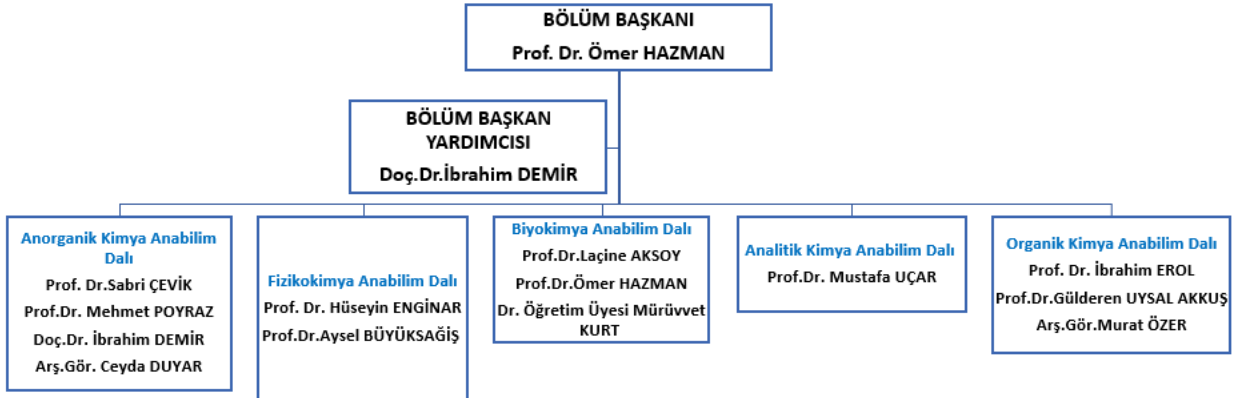 BÖLÜM BAŞKANI
Prof. Dr. Ömer HAZMAN
BÖLÜM BAŞKAN
YARDIMCISI
Doç.Dr.İbrahim DEMİR
Anorganik Kimya Anabilim
Dalı
Prof. Dr.Sabri ÇEVİK
Prof.Dr. Mehmet POYRAZ
Doç.Dr. İbrahim DEMİR
Arş.Gör. Ceyda DUYAR
Fizikokimya Anabilim Dalı
Prof. Dr. Hüseyin ENGİNAR
Prof.Dr.Aysel BÜYÜKSAĞİŞ
Biyokimya Anabilim Dalı
Prof.Dr.Laçine AKSOY
Prof.Dr.Ömer HAZMAN
Dr. Öğretim Üyesi Mürüvvet
KURT
Analitik Kimya Anabilim Dalı
Prof.Dr. Mustafa UÇAR
Organik Kimya Anabilim Dalı
Prof. Dr. İbrahim EROL
Prof.Dr.Gülderen UYSAL AKKUŞ
Arş.Gör.Murat ÖZER